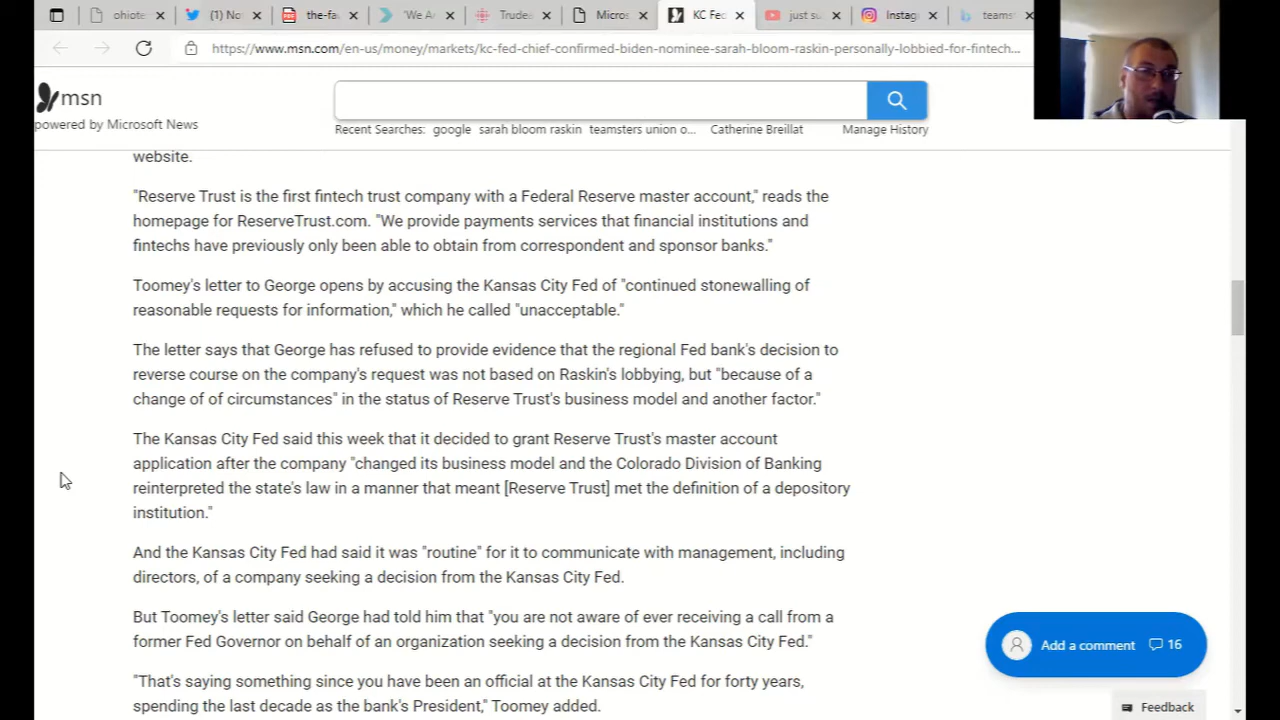 ohiote
(1) No
the-fa
'We A
Trude
Micros
KC Fec
just su
Instag
teams
https://www.msn.com/en-us/money/markets/kc-fed-chief-confirmed-biden-nominee-sarah-bloom-raskin-personally-lobbied-for-fintech...
msn
powered by Microsoft News
Recent Searches: google sarah bloom raskin teamsters union o... Catherine Breillat Manage History
website.
"Reserve Trust is the first fintech trust company with a Federal Reserve master account," reads the
homepage for ReserveTrust.com. "We provide payments services that financial institutions and
fintechs have previously only been able to obtain from correspondent and sponsor banks."
Toomey's letter to George opens by accusing the Kansas City Fed of "continued stonewalling of
reasonable requests for information," which he called "unacceptable."
The letter says that George has refused to provide evidence that the regional Fed bank's decision to
reverse course on the company's request was not based on Raskin's lobbying, but "because of a
change of of circumstances" in the status of Reserve Trust's business model and another factor."
The Kansas City Fed said this week that it decided to grant Reserve Trust's master account
application after the company "changed its business model and the Colorado Division of Banking
reinterpreted the state's law in a manner that meant [Reserve Trust] met the definition of a depository
institution."
And the Kansas City Fed had said it was "routine" for it to communicate with management, including
directors, of a company seeking a decision from the Kansas City Fed.
But Toomey's letter said George had told him that "you are not aware of ever receiving a call from a
former Fed Governor on behalf of an organization seeking a decision from the Kansas City Fed."
"That's saying something since you have been an official at the Kansas City Fed for forty years,
spending the last decade as the bank's President," Toomey added.
Add a comment 16
Feedback